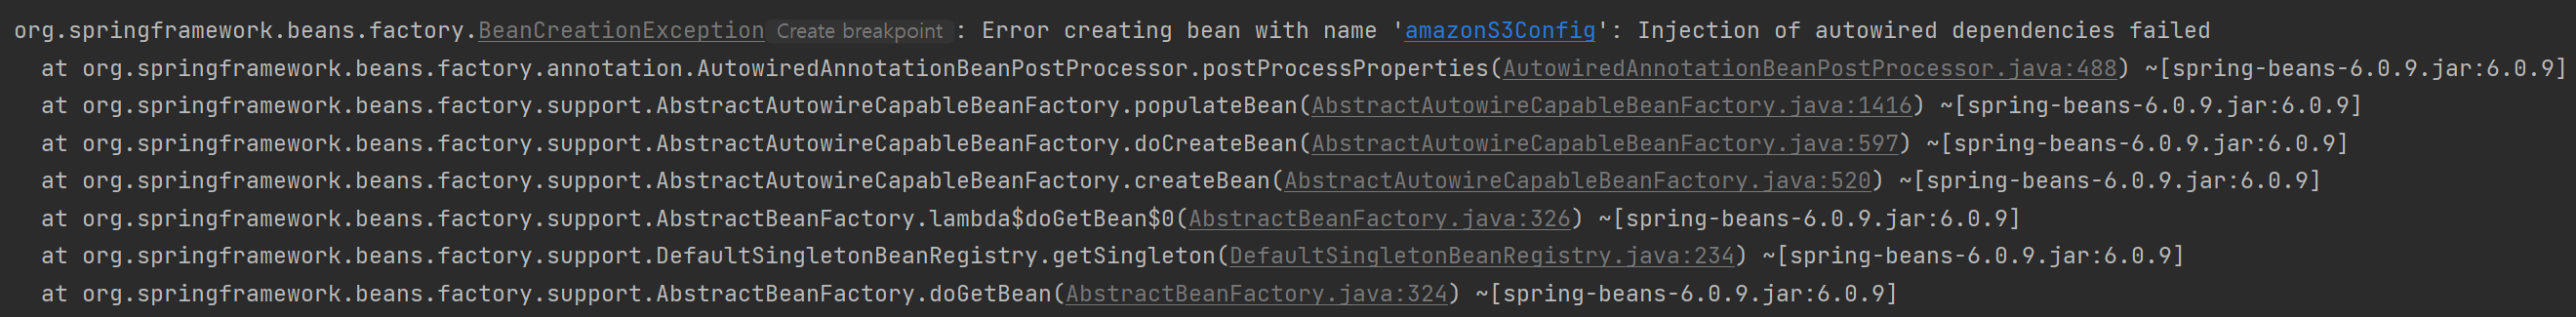 org.springframework.beans.factory.BeanCreationException Create breakpoint : Error creating bean with name 'amazonS3Config': Injection of autowired dependencies failed
at org.springframework.beans.factory.annotation.AutowiredAnnotationBeanPostProcessor.postProcessProperties(AutowiredAnnotationBeanPostProcessor.java:488) ~[spring-beans-6.0.9.jar:6.0.9]
at org.springframework.beans.factory.support.AbstractAutowireCapableBeanFactory.populateBean(AbstractAutowireCapableBeanFactory.java:1416) ~[spring-beans-6.0.9.jar:6.0.9]
at org.springframework.beans.factory.support.AbstractAutowireCapableBeanFactory.doCreateBean(AbstractAutowireCapableBeanFactory.java:597) ~[spring-beans-6.0.9.jar:6.0.9]
at org.springframework.beans.factory.support.AbstractAutowireCapableBeanFactory.createBean(AbstractAutowireCapableBeanFactory.java:520) ~[spring-beans-6.0.9.jar:6.0.9]
at org.springframework.beans.factory.support.AbstractBeanFactory.lambda$doGetBean$0(AbstractBeanFactory.java:326) ~[spring-beans-6.0.9.jar:6.0.9]
at org.springframework.beans.factory.support.DefaultSingletonBeanRegistry.getSingleton(DefaultSingletonBeanRegistry.java:234) ~[spring-beans-6.0.9.jar:6.0.9]
at org.springframework.beans.factory.support.AbstractBeanFactory.doGetBean(AbstractBeanFactory.java:324) ~[spring-beans-6.0.9.jar:6.0.9]